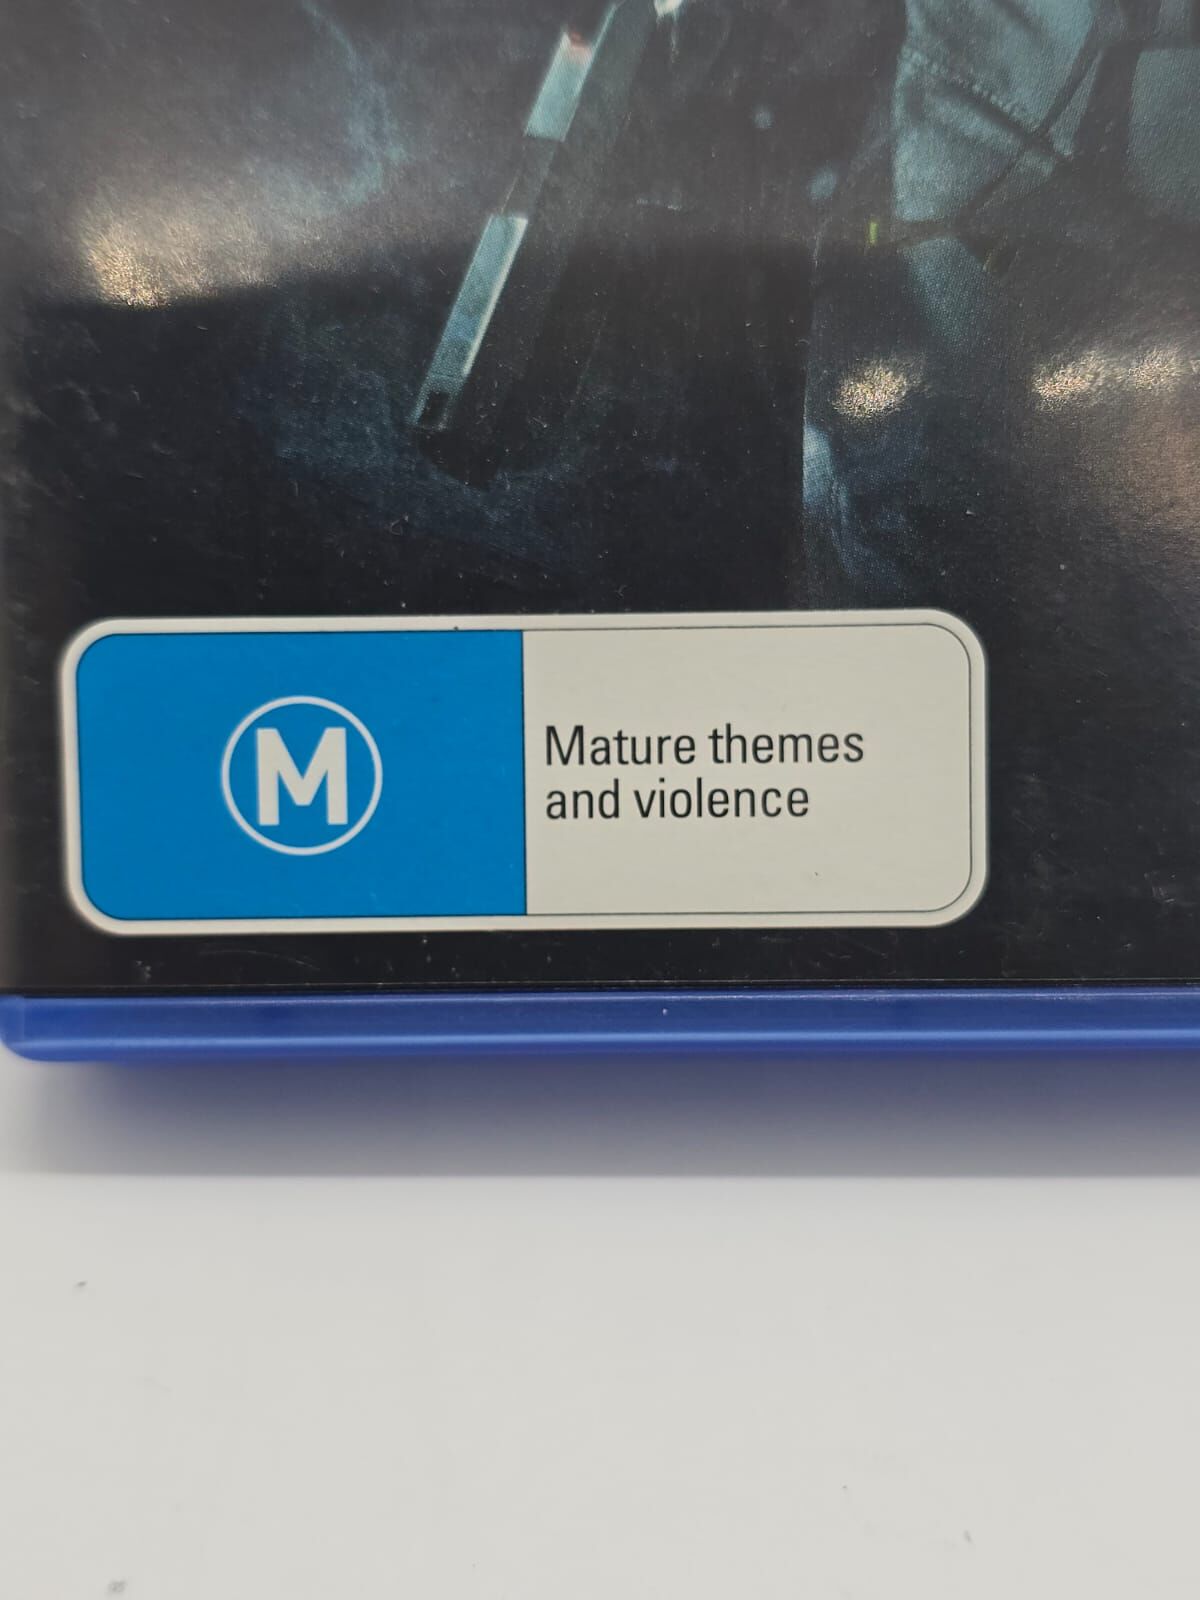 M
Mature themes
and violence